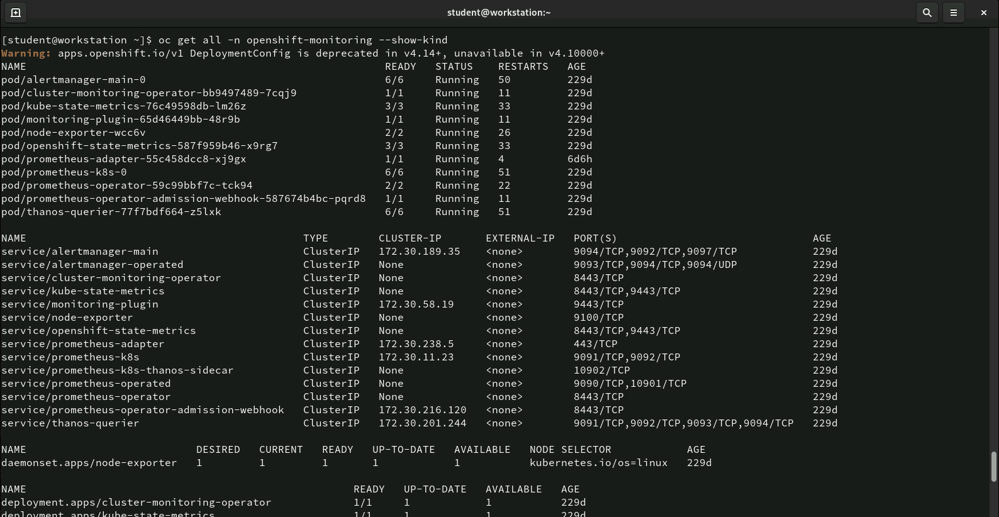 student@workstation:~
[student@workstation ~]$ oc get all -n openshift-monitoring --show-kind
Warning: apps.openshift.io/v1 DeploymentConfig is deprecated in v4.14+, unavailable in v4.10000+
NAME READY STATUS RESTARTS AGE
pod/alertmanager-main-0 6/6 Running 50 229d
pod/cluster-monitoring-operator-bb9497489-7cqj9 1/1 Running 11 229d
pod/kube-state-metrics-76c49598db-lm26z 3/3 Running 33 229d
pod/monitoring-plugin-65d46449bb-48r9b 1/1 Running 11 229d
pod/node-exporter-wcc6v 2/2 Running 26 229d
pod/openshift-state-metrics-587f959b46-x9rg7 3/3 Running 33 229d
pod/prometheus-adapter-55c458dcc8-xj9gx 1/1 Running 4 6d6h
pod/prometheus-k8s-0 6/6 Running 51 229d
pod/prometheus-operator-59c99bbf7c-tck94 2/2 Running 22 229d
pod/prometheus-operator-admission-webhook-587674b4bc-pqrd8 1/1 Running 11 229d
pod/thanos-querier-77f7bdf664-z5lxk 6/6 Running 51 229d
NAME TYPE CLUSTER-IP EXTERNAL-IP PORT(S) AGE
service/alertmanager-main ClusterIP 172.30.189.35 <none> 9094/TCP,9092/TCP,9097/TCP 229d
service/alertmanager-operated ClusterIP None <none> 9093/TCP,9094/TCP,9094/UDP 229d
service/cluster-monitoring-operator ClusterIP None <none> 8443/TCP 229d
service/kube-state-metrics ClusterIP None <none> 8443/TCP,9443/TCP 229d
service/monitoring-plugin ClusterIP 172.30.58.19 <none> 9443/TCP 229d
service/node-exporter ClusterIP None <none> 9100/TCP 229d
service/openshift-state-metrics ClusterIP None <none> 8443/TCP,9443/TCP 229d
service/prometheus-adapter ClusterIP 172.30.238.5 <none> 443/TCP 229d
service/prometheus-k8s ClusterIP 172.30.11.23 <none> 9091/TCP,9092/TCP 229d
service/prometheus-k8s-thanos-sidecar ClusterIP None <none> 10902/TCP 229d
service/prometheus-operated ClusterIP None <none> 9090/TCP,10901/TCP 229d
service/prometheus-operator ClusterIP None <none> 8443/TCP 229d
service/prometheus-operator-admission-webhook ClusterIP 172.30.216.120 <none> 8443/TCP 229d
service/thanos-querier ClusterIP 172.30.201.244 <none> 9091/TCP,9092/TCP,9093/TCP,9094/TCP 229d
NAME DESIRED CURRENT READY UP-TO-DATE AVAILABLE NODE SELECTOR AGE
daemonset.apps/node-exporter 1 1 1 1 1 kubernetes.io/os=linux 229d
NAME READY UP-TO-DATE AVAILABLE AGE
deployment.apps/cluster-monitoring-operator 1/1 1 1 229d
deployment.apps/kube-state-metrics 1/1 1 1 229d